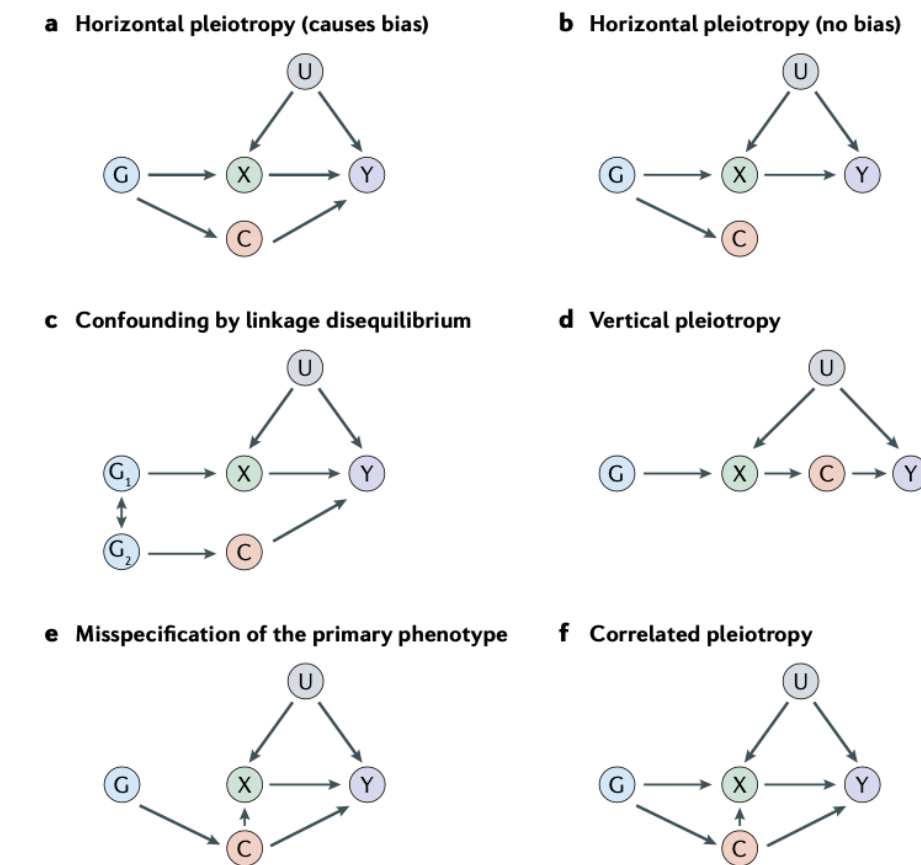 a Horizontal pleiotropy (causes bias)
U
G X Y
C
b Horizontal pleiotropy (no bias)
U
G X Y
C
c Confounding by linkage disequilibrium
U
G₁ X Y
G₂ C
d Vertical pleiotropy
U
G X C Y
e Misspecification of the primary phenotype
U
G X Y
C
f Correlated pleiotropy
U
G X Y
C